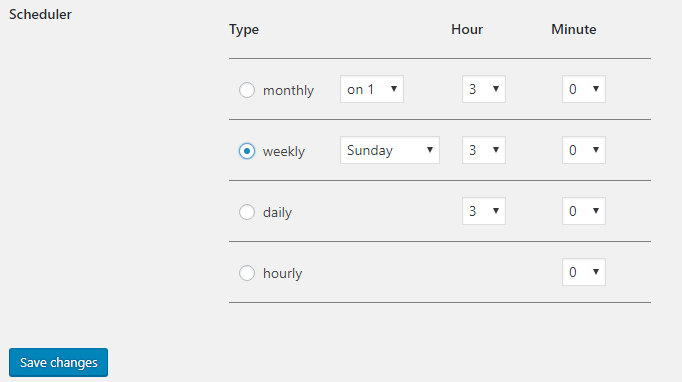 Scheduler
Type Hour Minute
monthly on 1 3 0
weekly Sunday 3 0
daily 3 0
hourly 0
Save changes